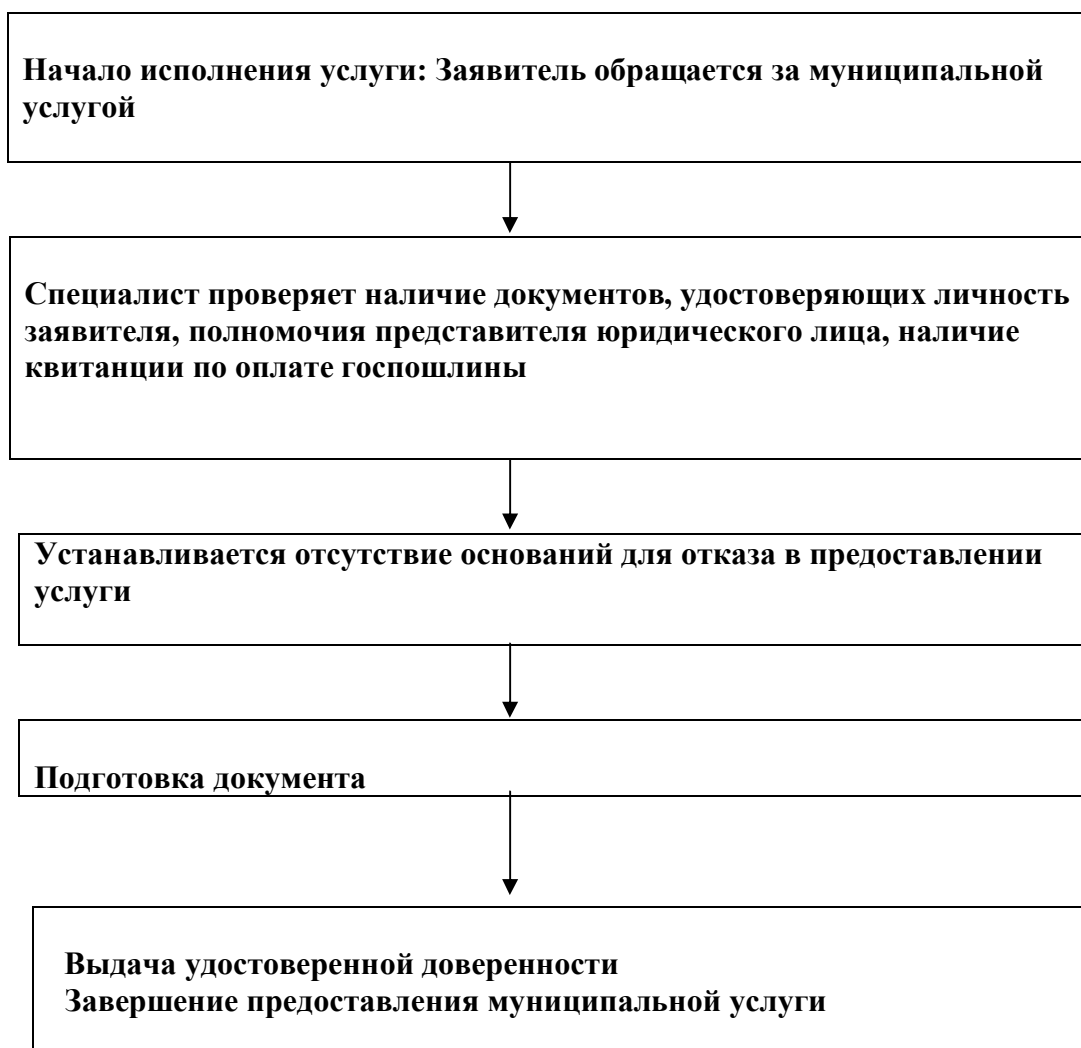 Начало исполнения услуги: Заявитель обращается за муниципальной
услугой
Специалист проверяет наличие документов, удостоверяющих личность
заявителя, полномочия представителя юридического лица, наличие
квитанции по оплате госпошлины
Устанавливается отсутствие оснований для отказа в предоставлении
услуги
Подготовка документа
Выдача удостоверенной доверенности
Завершение предоставления муниципальной услуги